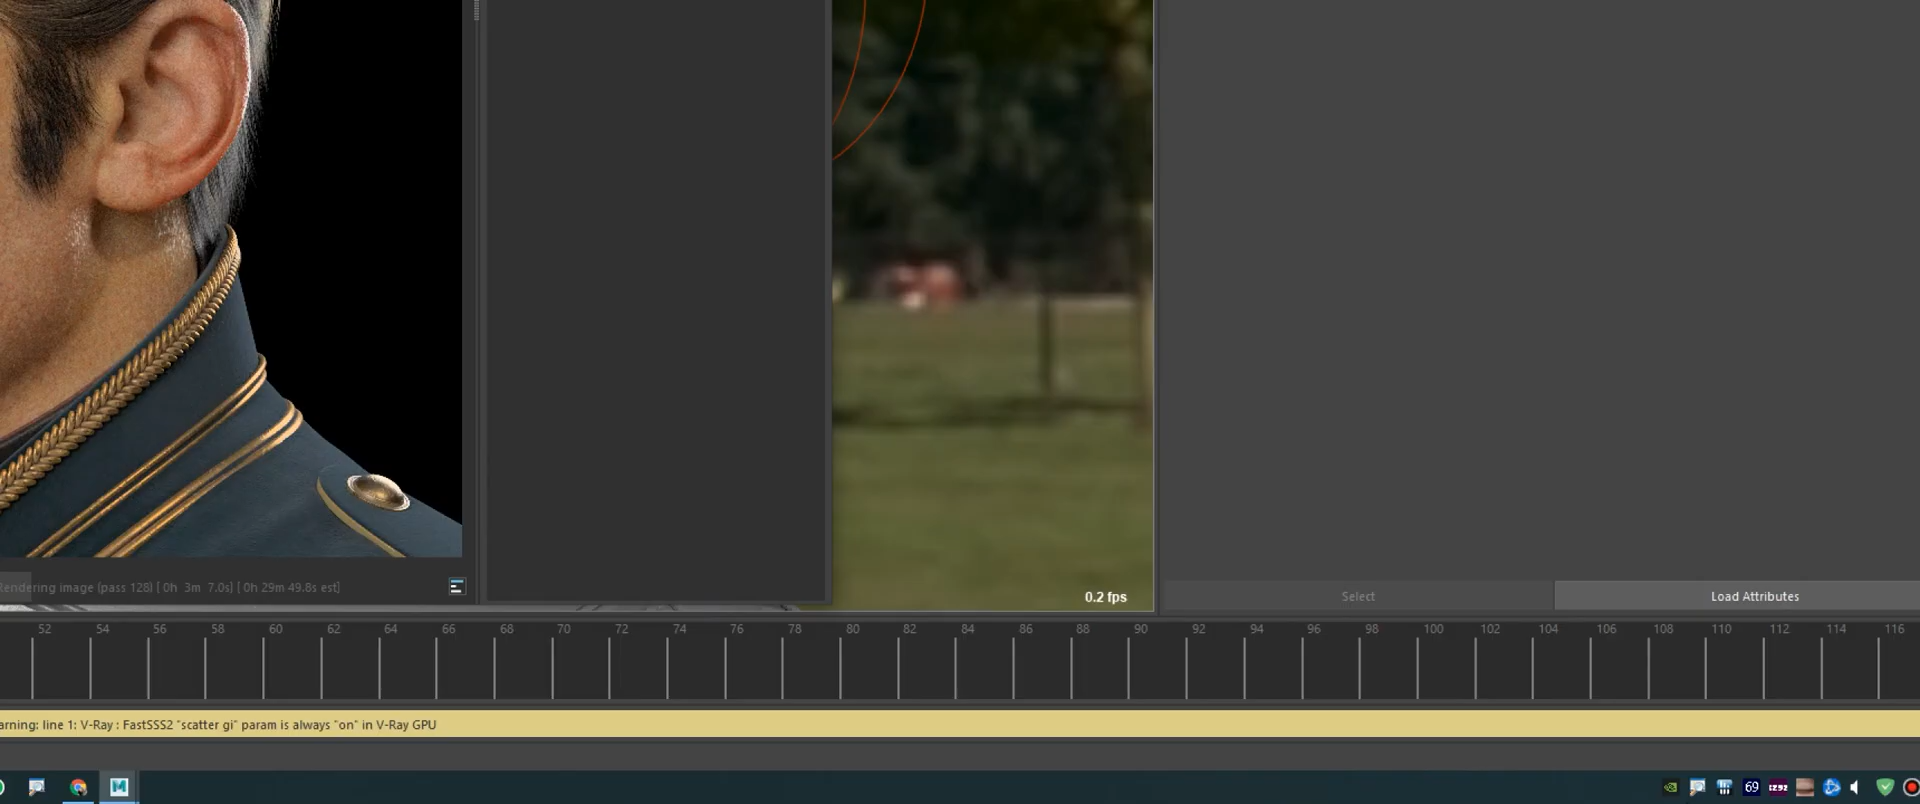 Rendering image (pass 128) [ 0h 3m 7.0s] [ 0h 29m 49.8s est]
0.2 fps
Select
Load Attributes
52 54 56 58 60 62 64 66 68 70 72 74 76 78 80 82 84 86 88 90 92 94 96 98 100 102 104 106 108 110 112 114 116
arning: line 1: V-Ray : FastSSS2 "scatter gi" param is always "on" in V-Ray GPU
69